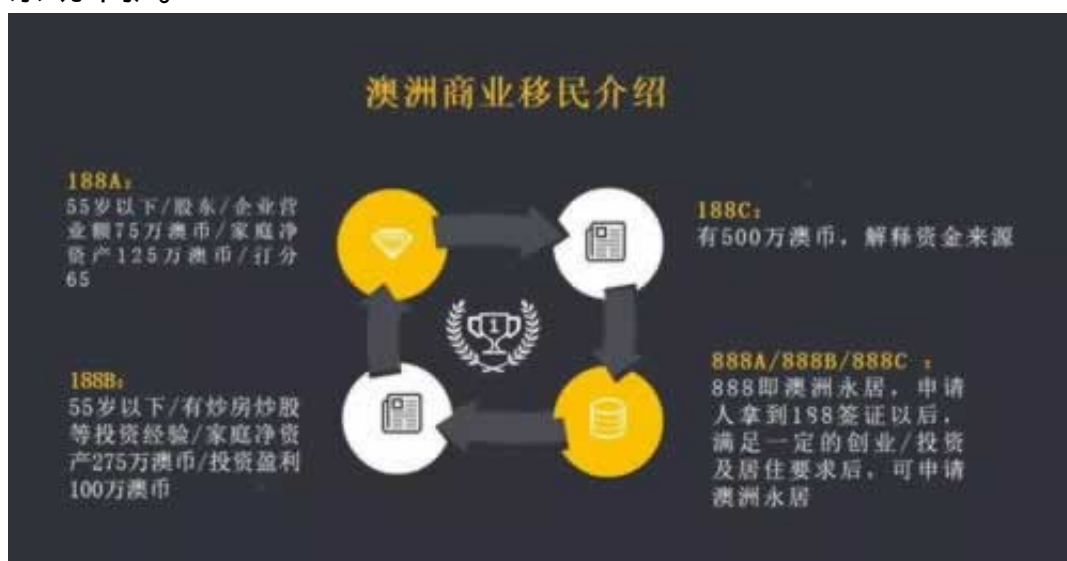 澳洲商业移民介绍
188A:
55岁以下/股东/企业营
业额75万澳币/家庭净
资产125万澳币/打分
65
188C:
有500万澳币，解释资金来源
188B:
55岁以下/有炒房炒股
等投资经验/家庭净资
产275万澳币/投资盈利
100万澳币
888A/888B/888C :
888即澳洲永居，申请
人拿到188签证以后，
满足一定的创业/投资
及居住要求后，可申请
澳洲永居
1